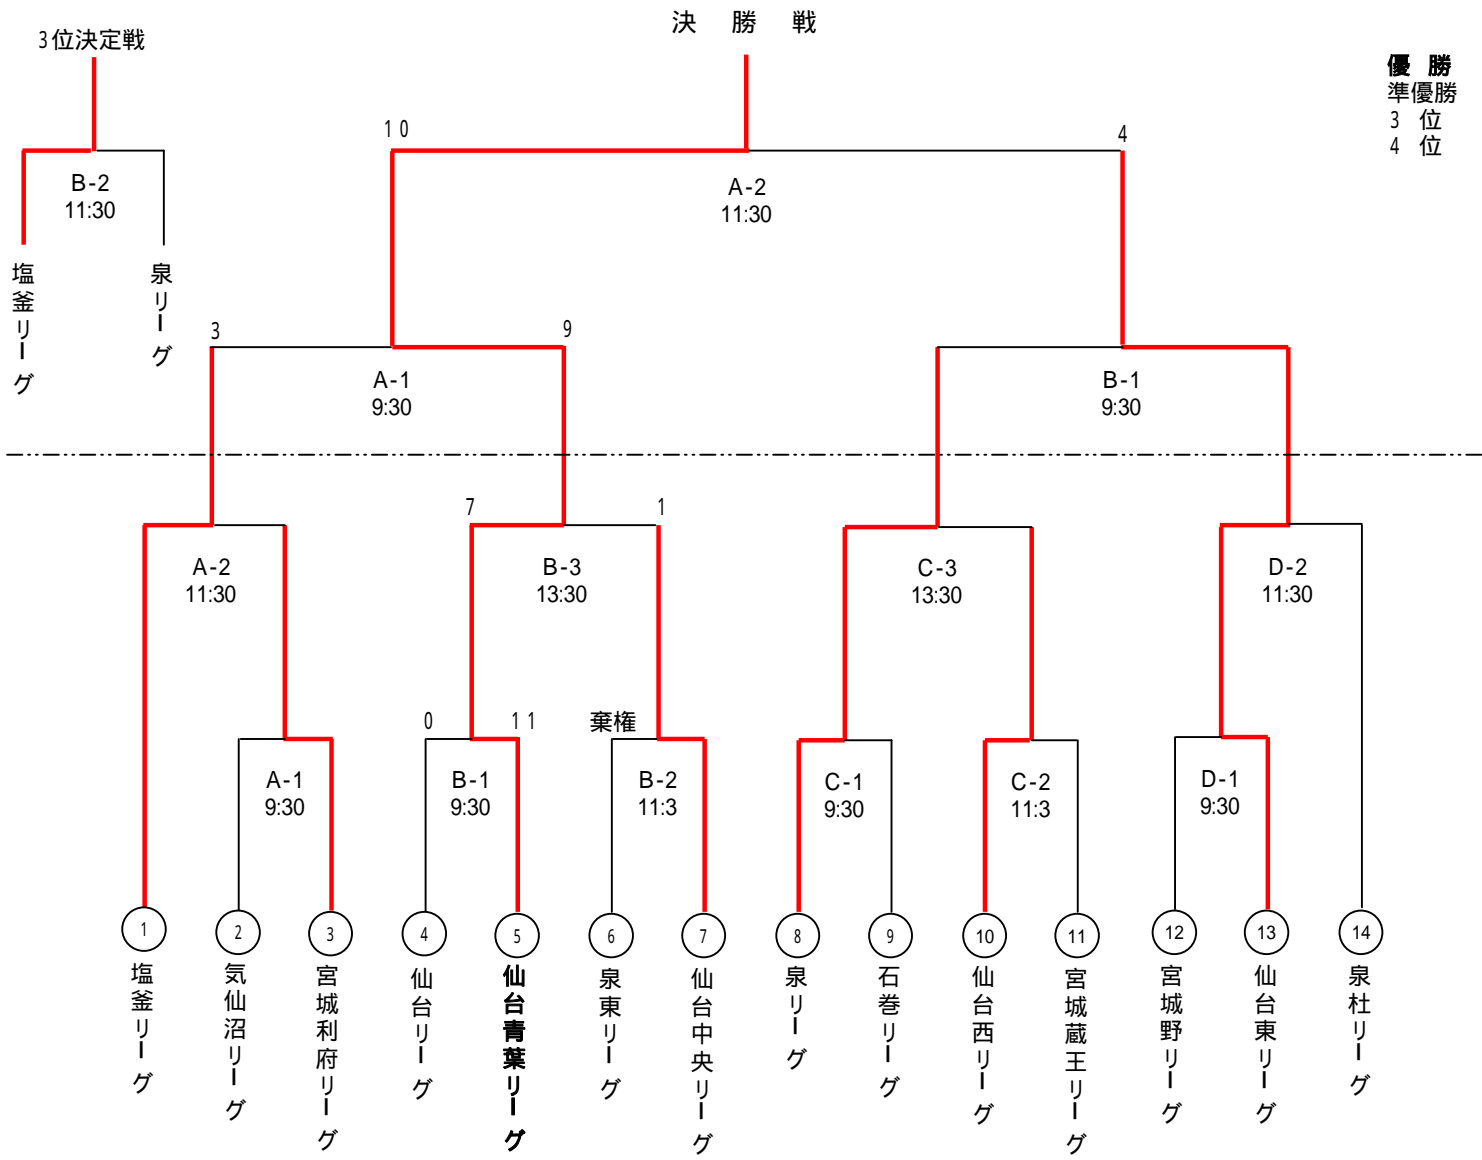 決 勝 戦
3位決定戦
優 勝
準優勝
3 位
4 位
10
4
B-2
11:30
A-2
11:30
塩釜リーグ
泉リーグ
3
9
A-1
9:30
B-1
9:30
7
1
A-2
11:30
B-3
13:30
C-3
13:30
D-2
11:30
0
11
棄権
A-1
9:30
B-1
9:30
B-2
11:3
C-1
9:30
C-2
11:3
D-1
9:30
1
2
3
4
5
6
7
8
9
10
11
12
13
14
塩釜リーグ
気仙沼リーグ
宮城利府リーグ
仙台リーグ
仙台青葉リーグ
泉東リーグ
仙台中央リーグ
泉リーグ
石巻リーグ
仙台西リーグ
宮城蔵王リーグ
宮城野リーグ
仙台東リーグ
泉杜リーグ